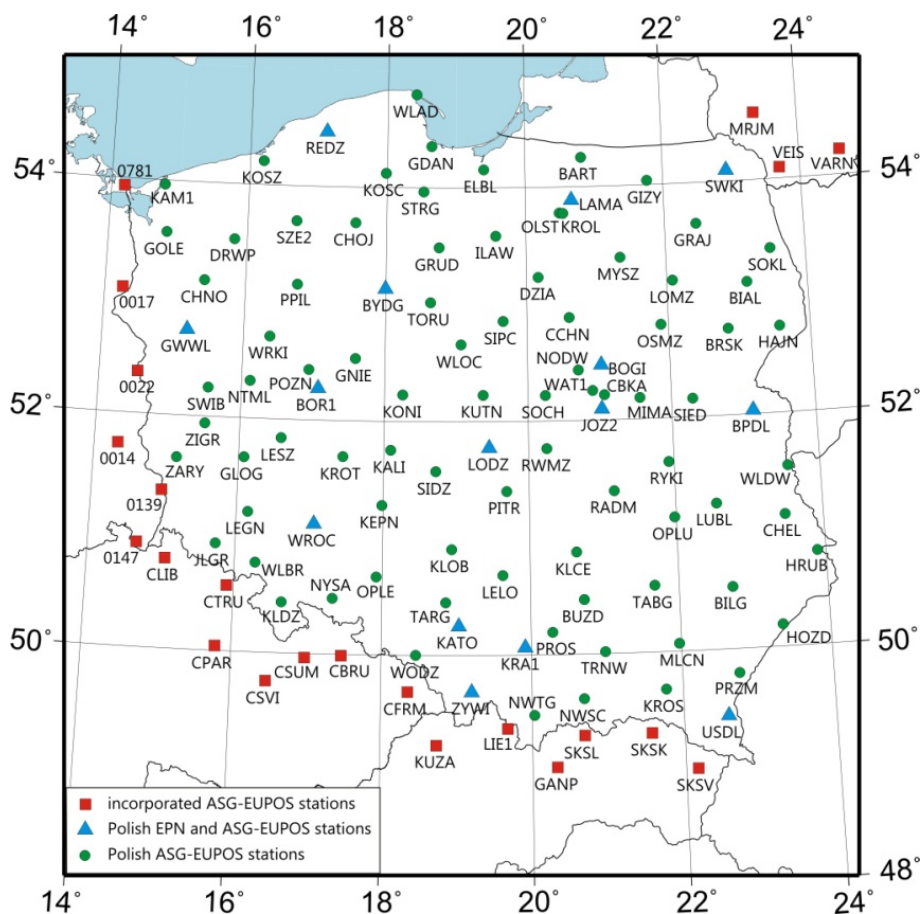 14° 16° 18° 20° 22° 24°
WLAD
MRJM
REDZ
GDAN
VEIS
VARN
54° 54°
0781
KOSZ
ELBL
BART
KAM1
KOSC
SWKI
STRG
LAMA
GIZY
GOLE
SZE2
CHOJ
OLST KROL
GRAJ
DRWP
GRUD
ILAW
MYSZ
SOKL
0017
CHNO
PPIL
BYDG
DZIA
LOMZ
BIAL
TORU
GWWL
SIPC
CCHN
OSMZ
BRSK
HAJN
WRKI
WLOC
NODW
BOGI
0022
POZN
GNIE
WAT1
CBKA
SWIB
NTML
BOR1
KONI
KUTN
SOCH
JOZ2
MIMA
SIED
52° 52°
BPDL
ZIGR
LESZ
0014
ZARY
GLOG
KROT
KALI
LODZ
RWMZ
SIDZ
RYKI
WLDW
0139
PITR
RADM
LEGN
KEPN
LUBL
OPLU
CHEL
WROC
0147
JLGR
CLIB
WLBR
KLOB
KLCE
HRUB
NYSA
OPLE
LELO
CTRU
TARG
BUZD
TABG
BILG
KLDZ
HOZD
50° 50°
KATO
CPAR
KRA1
PROS
TRNW
MLCN
CSUM
CBRU
WODZ
CSVI
PRZM
CFRM
ZYWI
NWTG
NWSC
KROS
USDL
LIE1
SKSL
SKSK
KUZA
GANP
SKSV
incorporated ASG-EUPOS stations
Polish EPN and ASG-EUPOS stations
Polish ASG-EUPOS stations
48°
14° 16° 18° 20° 22° 24°